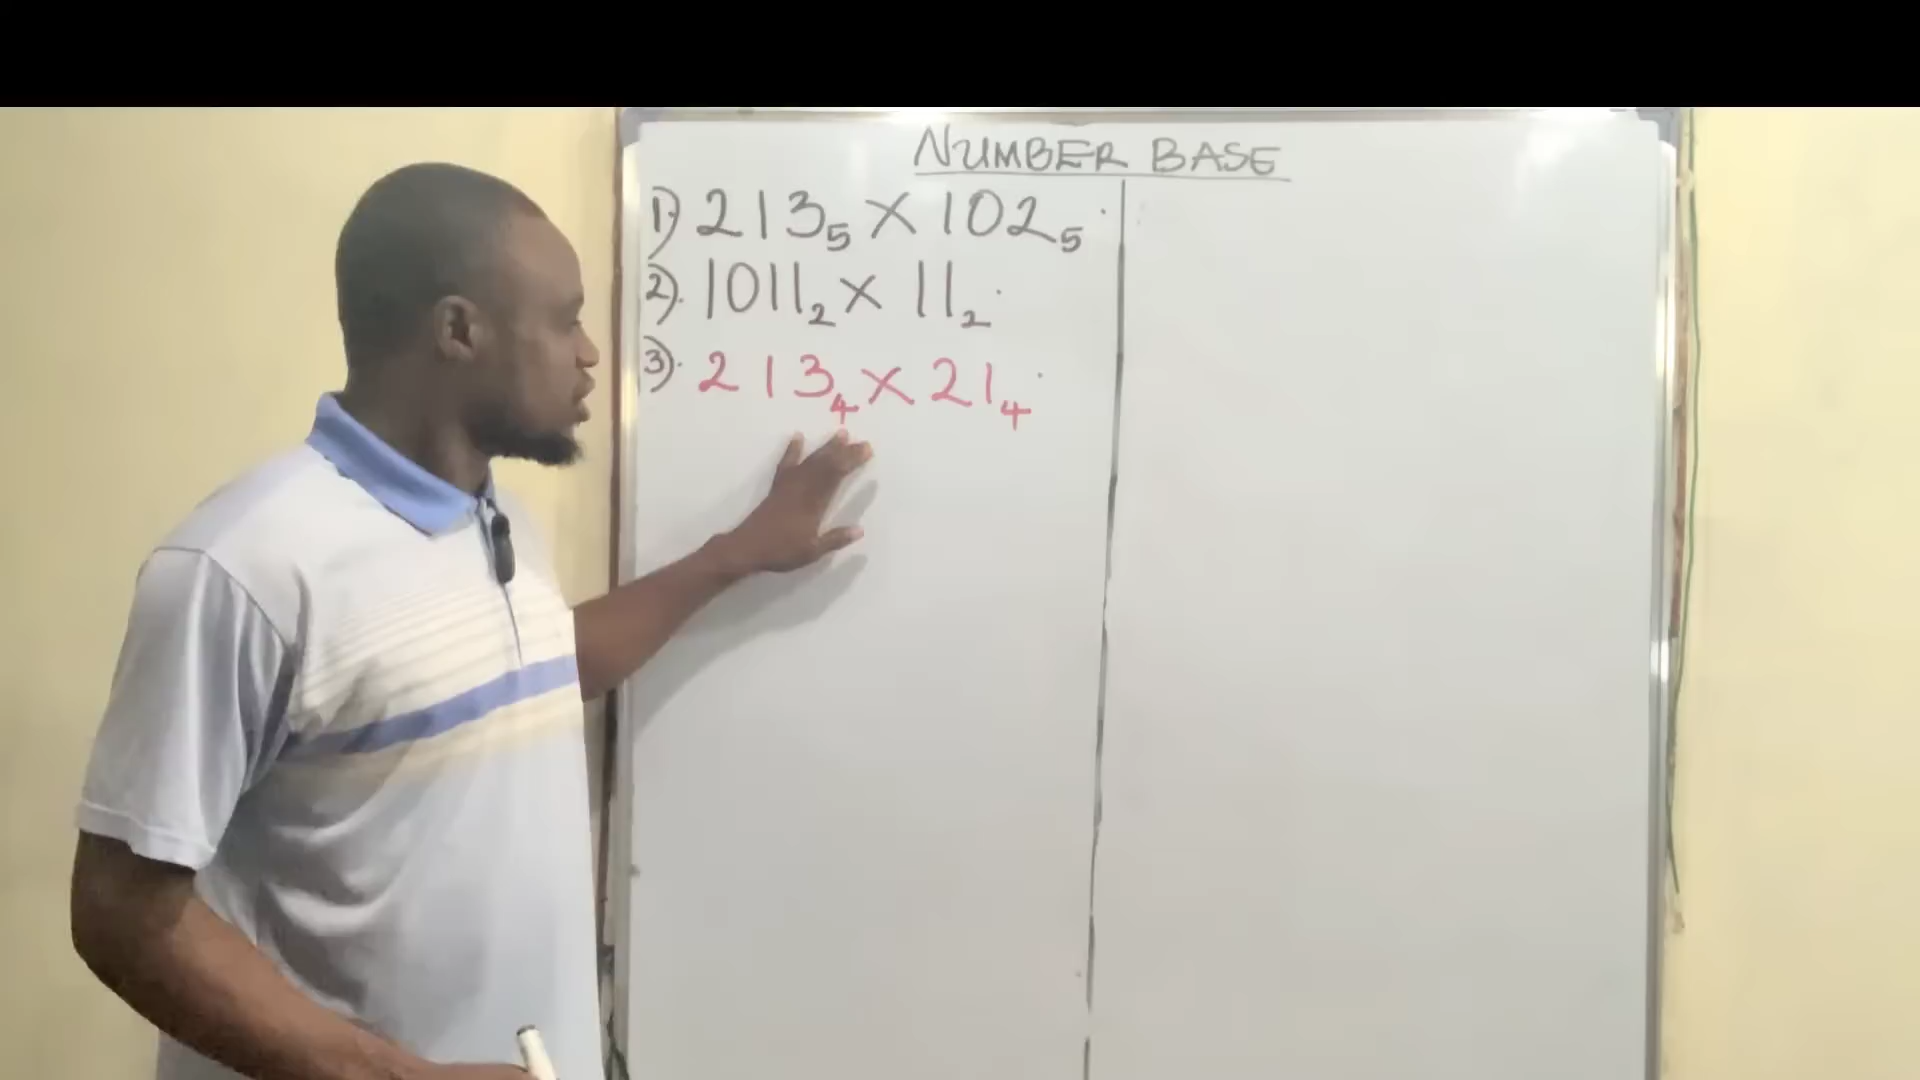 NUMBER BASE
1) 213₅ X 102₅
2). 1011₂ X 11₂
3). 213₄ X 21₄